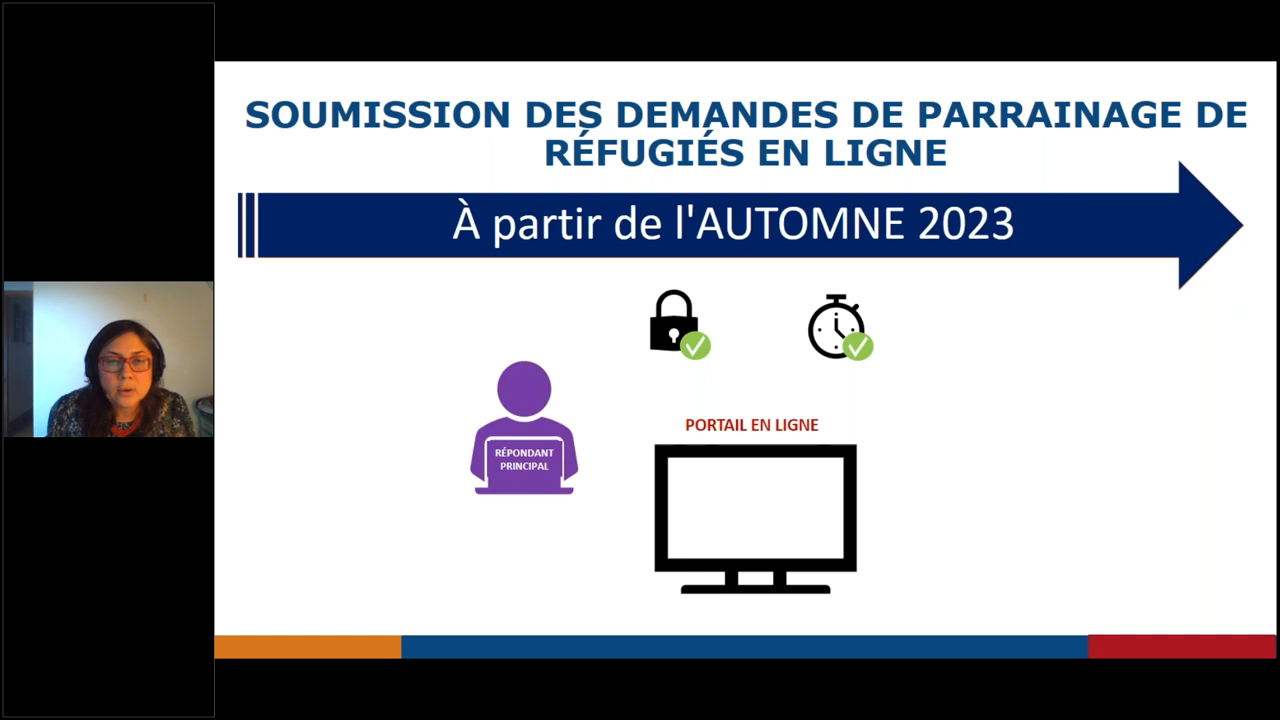 SOUMISSION DES DEMANDES DE PARRAINAGE DE
RÉFUGIÉS EN LIGNE
À partir de l'AUTOMNE 2023
PORTAIL EN LIGNE
RÉPONDANT
PRINCIPAL